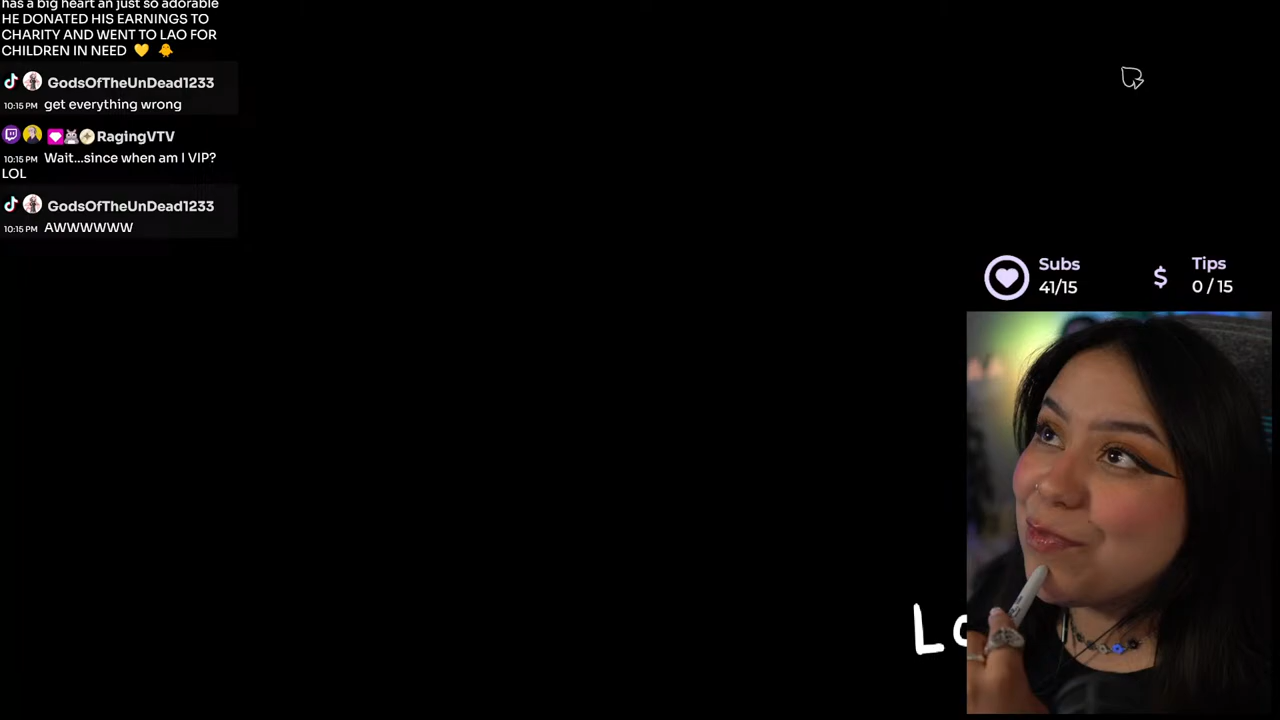 has a big heart an just so adorable
HE DONATED HIS EARNINGS TO
CHARITY AND WENT TO LAO FOR
CHILDREN IN NEED 💛 🐥
GodsOfTheUnDead1233
10:15 PM get everything wrong
RagingVTV
10:15 PM Wait...since when am I VIP?
LOL
GodsOfTheUnDead1233
10:15 PM AWWWWWW
Subs
41/15
$ Tips
0 / 15
Lo